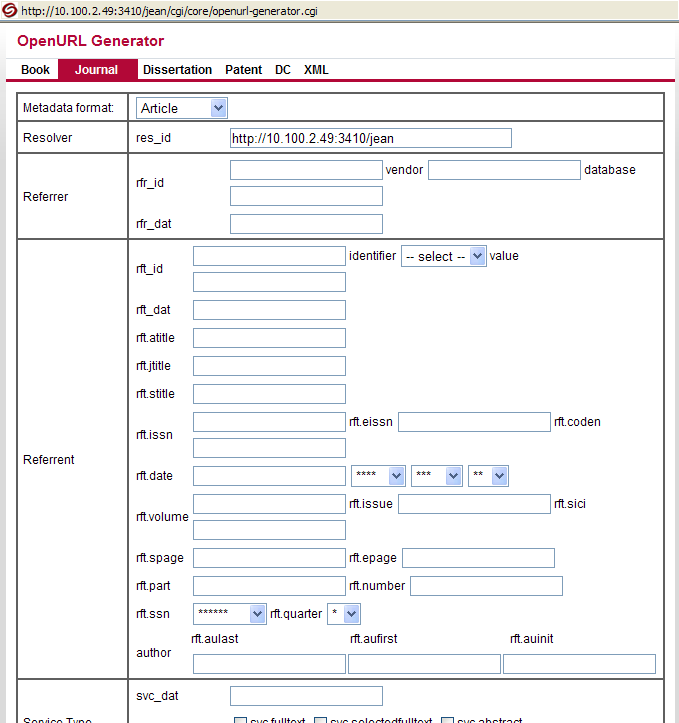 http://10.100.2.49:3410/jean/cgi/core/openurl-generator.cgi
OpenURL Generator
Book Journal Dissertation Patent DC XML
Metadata format: Article
Resolver res_id http://10.100.2.49:3410/jean
Referrer rfr_id vendor database
rfr_dat
Referrent rft_id identifier -- select -- value
rft_dat
rft.atitle
rft.jtitle
rft.stitle
rft.issn rft.eissn rft.coden
rft.date **** *** **
rft.volume rft.issue rft.sici
rft.spage rft.epage
rft.part rft.number
rft.ssn ****** rft.quarter *
author rft.aulast rft.aufirst rft.auinit
svc_dat
Service Type svc.fulltext svc.selectedfulltext svc.abstract